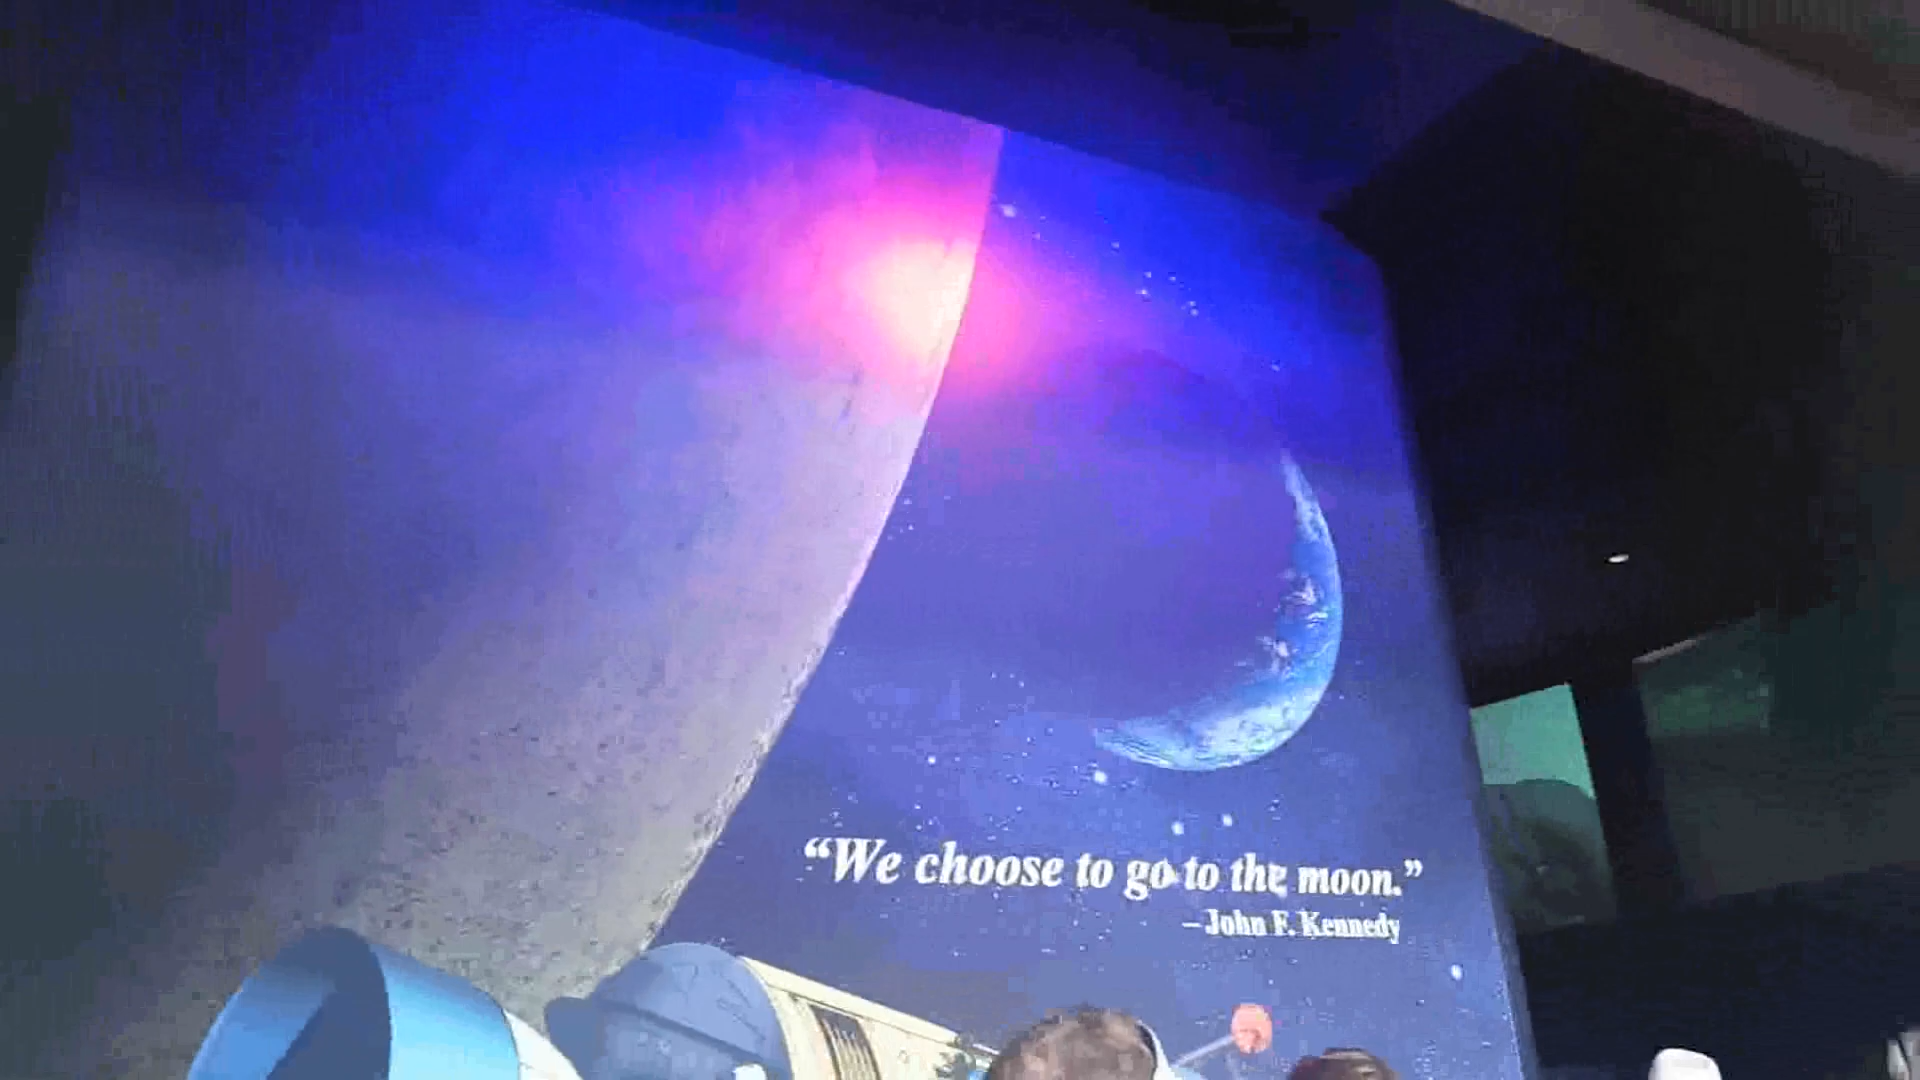 “We choose to go to the moon.”
–John F. Kennedy